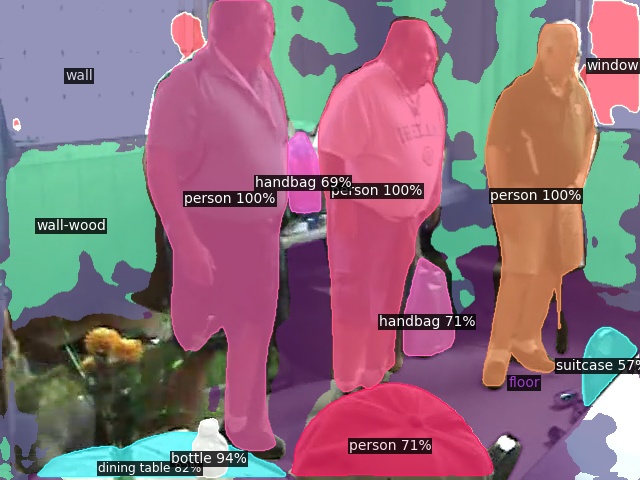 wall
window
handbag 69%
person 100%
person 100%
person 100%
wall-wood
handbag 71%
suitcase 57%
floor
person 71%
bottle 94%
dining table 82%